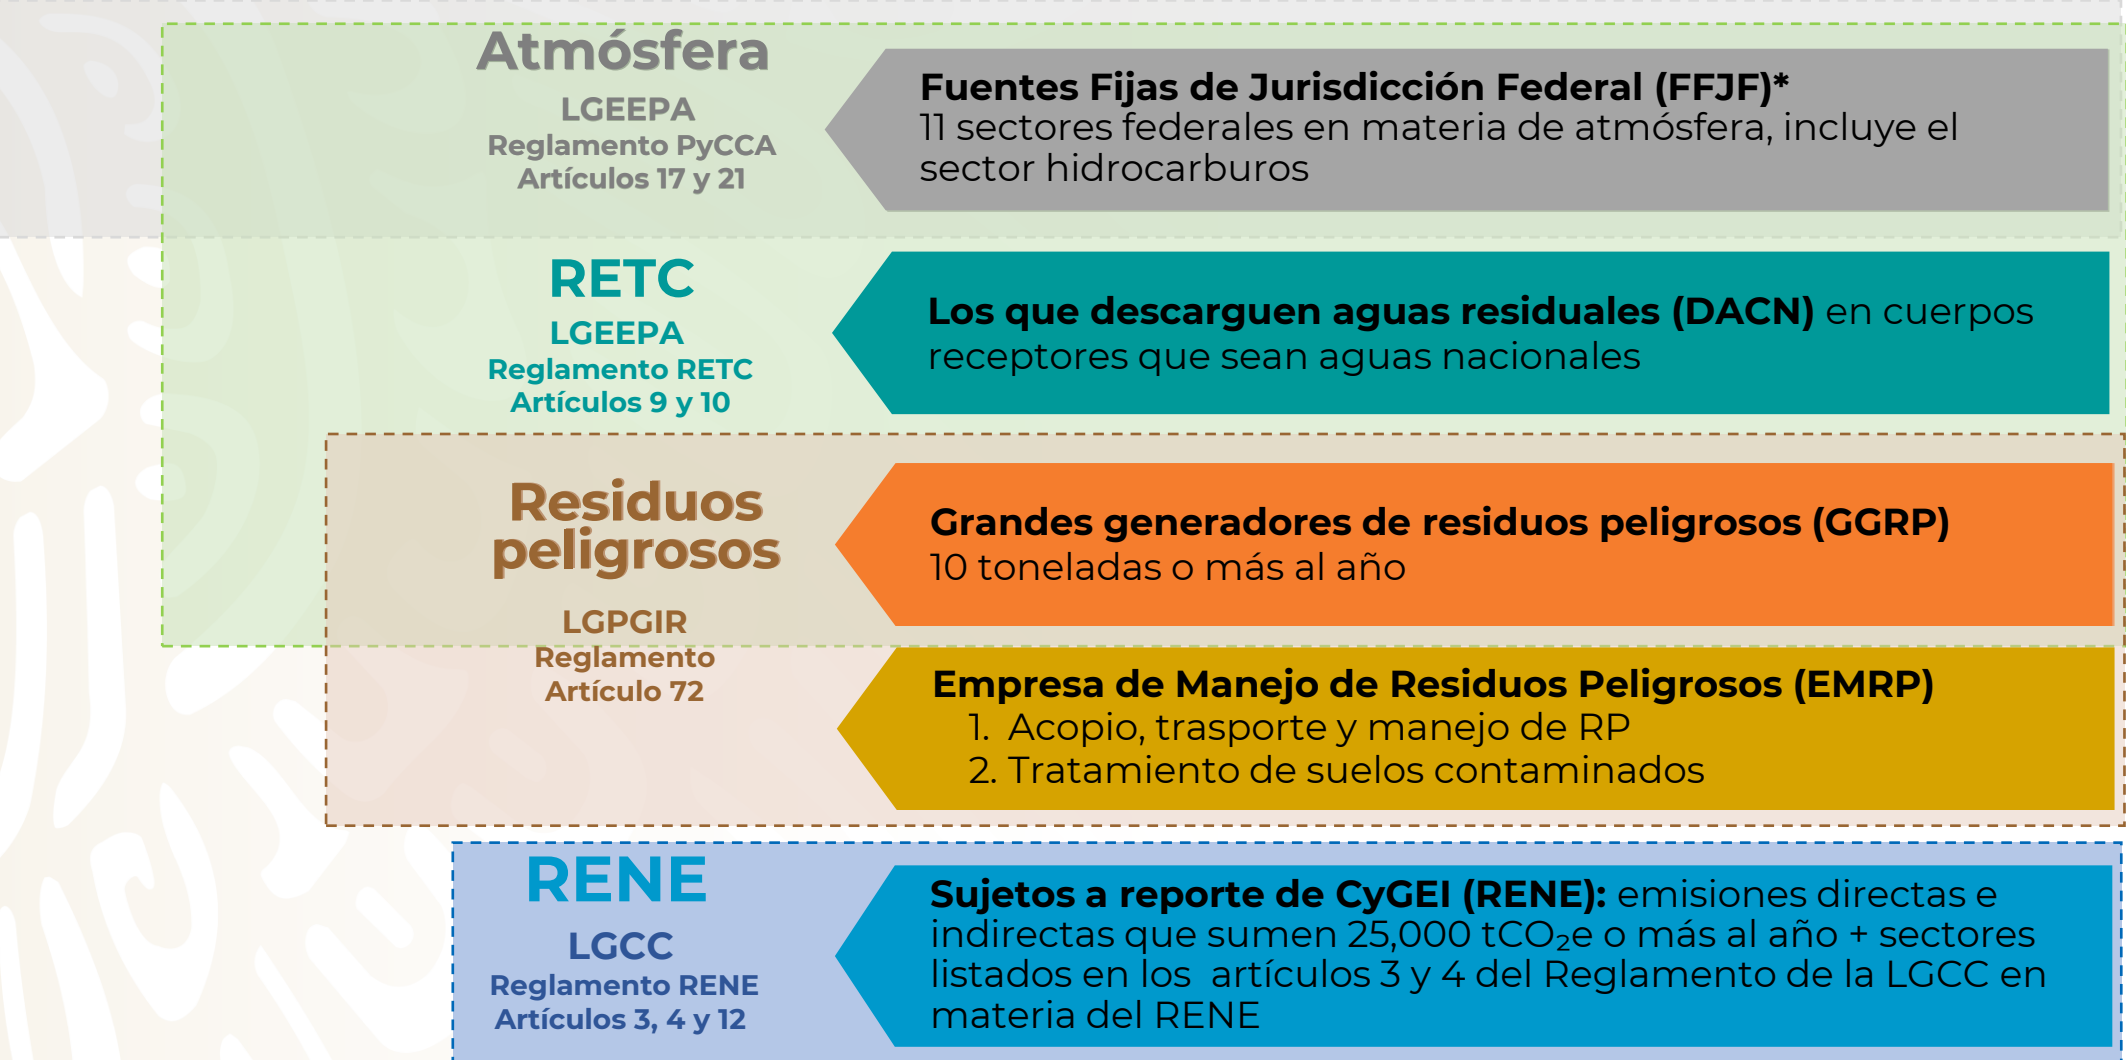 Atmósfera
LGEEPA
Reglamento PyCCA
Artículos 17 y 21
Fuentes Fijas de Jurisdicción Federal (FFJF)*
11 sectores federales en materia de atmósfera, incluye el
sector hidrocarburos
RETC
LGEEPA
Reglamento RETC
Artículos 9 y 10
Los que descarguen aguas residuales (DACN) en cuerpos
receptores que sean aguas nacionales
Residuos
peligrosos
LGPGIR
Reglamento
Artículo 72
Grandes generadores de residuos peligrosos (GGRP)
10 toneladas o más al año
Empresa de Manejo de Residuos Peligrosos (EMRP)
1. Acopio, trasporte y manejo de RP
2. Tratamiento de suelos contaminados
RENE
LGCC
Reglamento RENE
Artículos 3, 4 y 12
Sujetos a reporte de CyGEI (RENE): emisiones directas e
indirectas que sumen 25,000 tCO₂e o más al año + sectores
listados en los artículos 3 y 4 del Reglamento de la LGCC en
materia del RENE